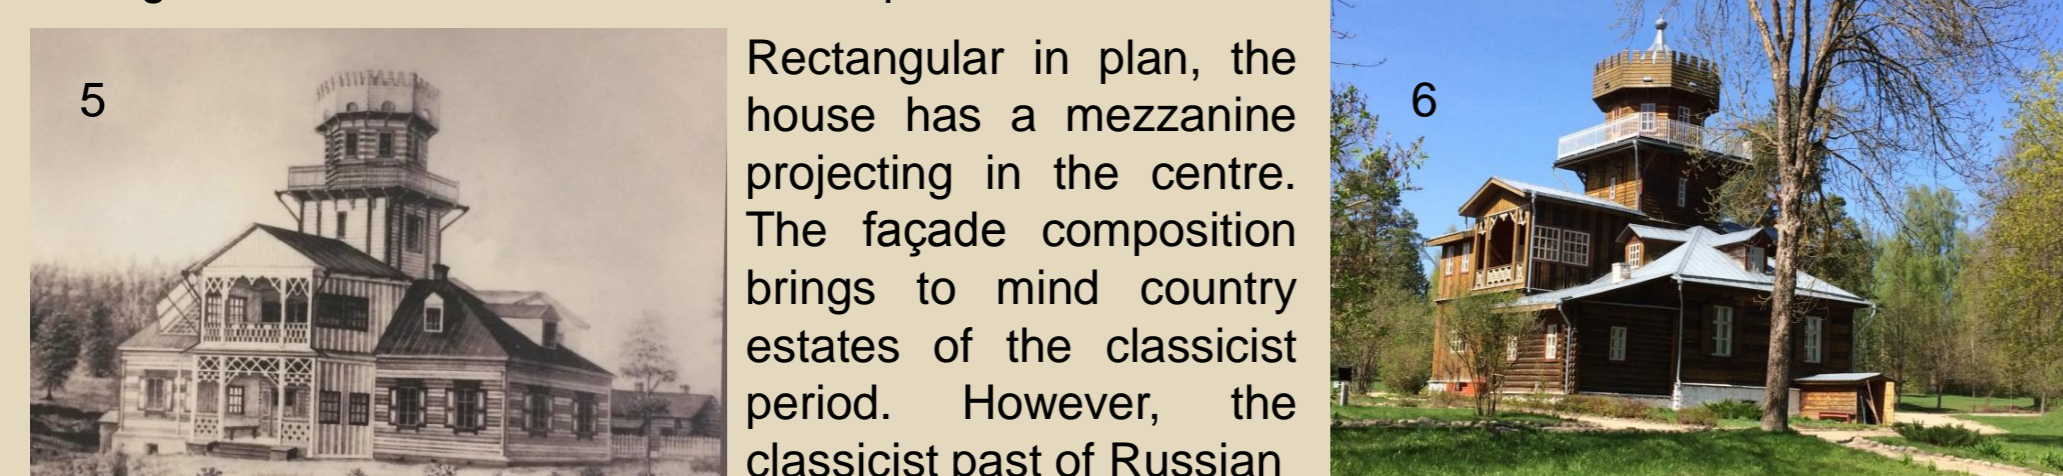 5
Rectangular in plan, the
house has a mezzanine
projecting in the centre.
The façade composition
brings to mind country
estates of the classicist
period. However, the
classicist past of Russian
6